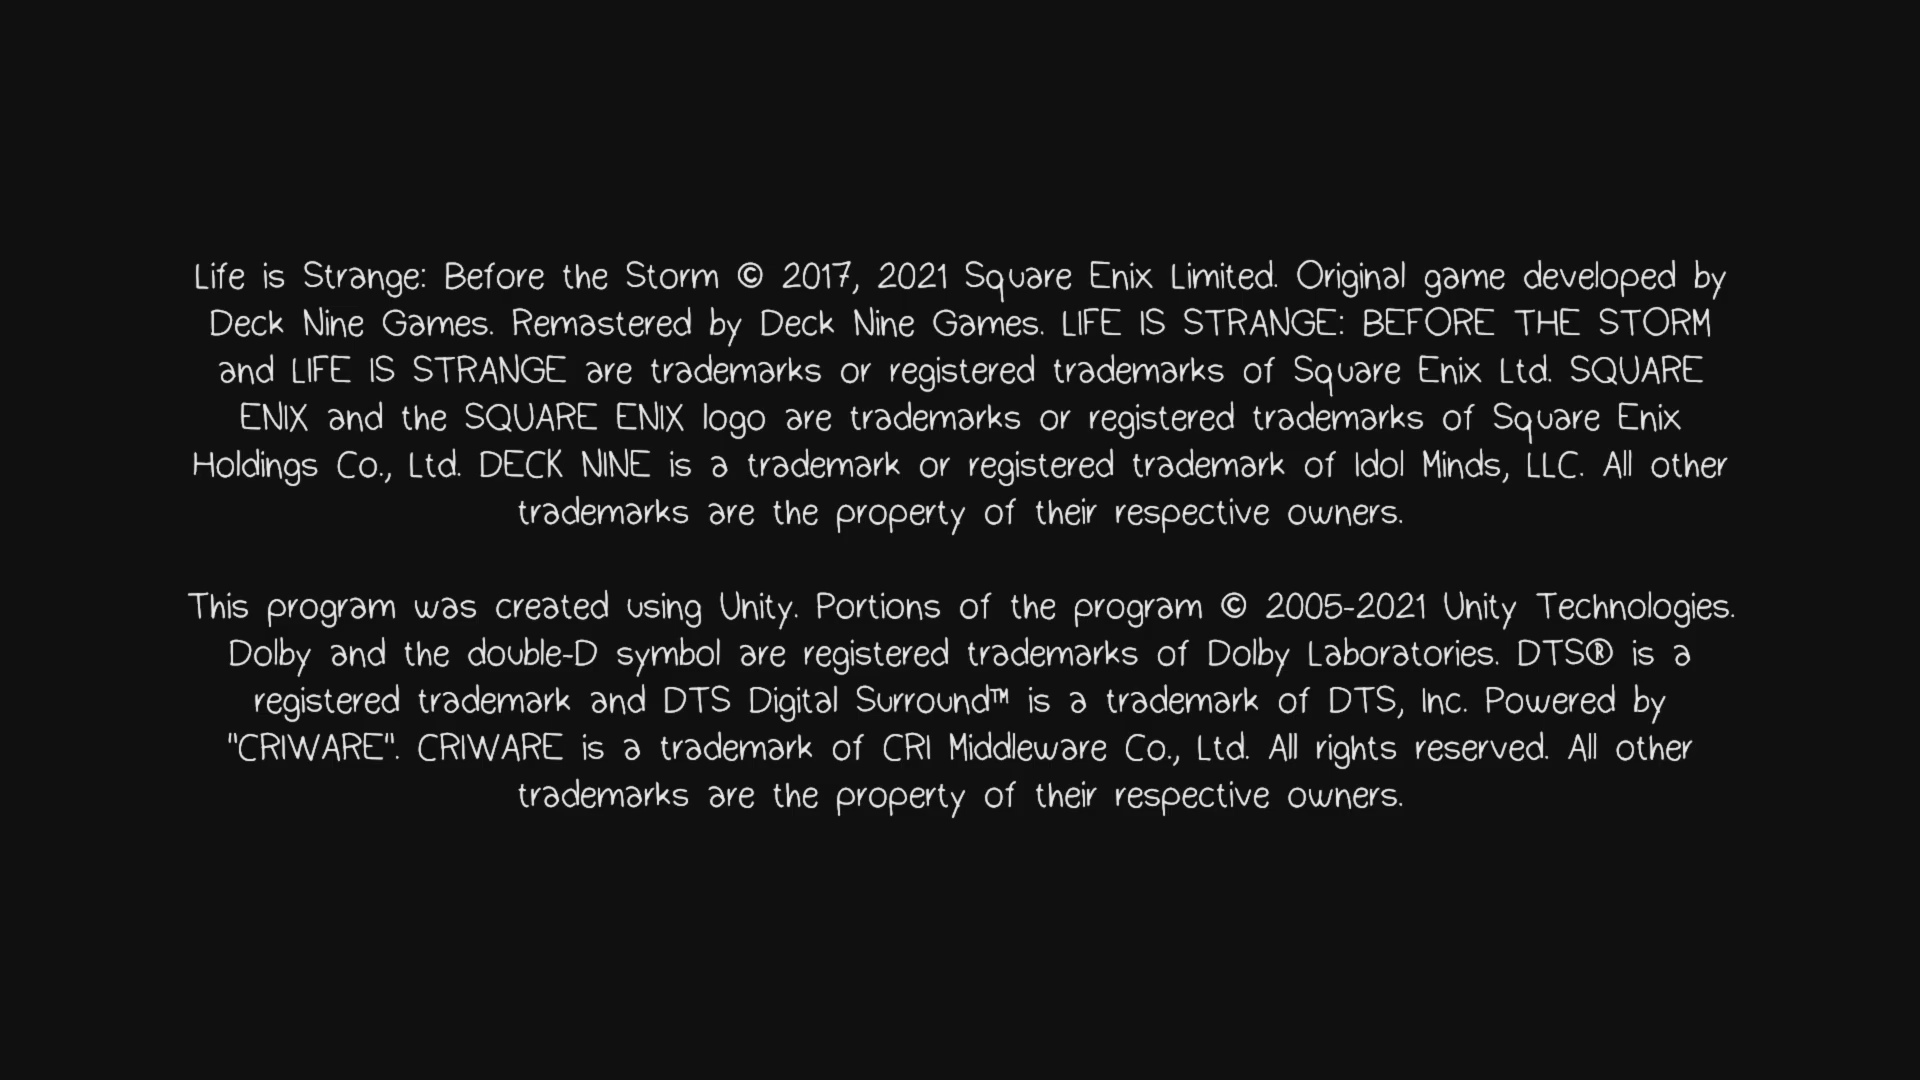 Life is Strange: Before the Storm © 2017, 2021 Square Enix Limited. Original game developed by
Deck Nine Games. Remastered by Deck Nine Games. LIFE IS STRANGE: BEFORE THE STORM
and LIFE IS STRANGE are trademarks or registered trademarks of Square Enix Ltd. SQUARE
ENIX and the SQUARE ENIX logo are trademarks or registered trademarks of Square Enix
Holdings Co., Ltd. DECK NINE is a trademark or registered trademark of Idol Minds, LLC. All other
trademarks are the property of their respective owners.
This program was created using Unity. Portions of the program © 2005-2021 Unity Technologies.
Dolby and the double-D symbol are registered trademarks of Dolby Laboratories. DTS® is a
registered trademark and DTS Digital Surround™ is a trademark of DTS, Inc. Powered by
"CRIWARE". CRIWARE is a trademark of CRI Middleware Co., Ltd. All rights reserved. All other
trademarks are the property of their respective owners.